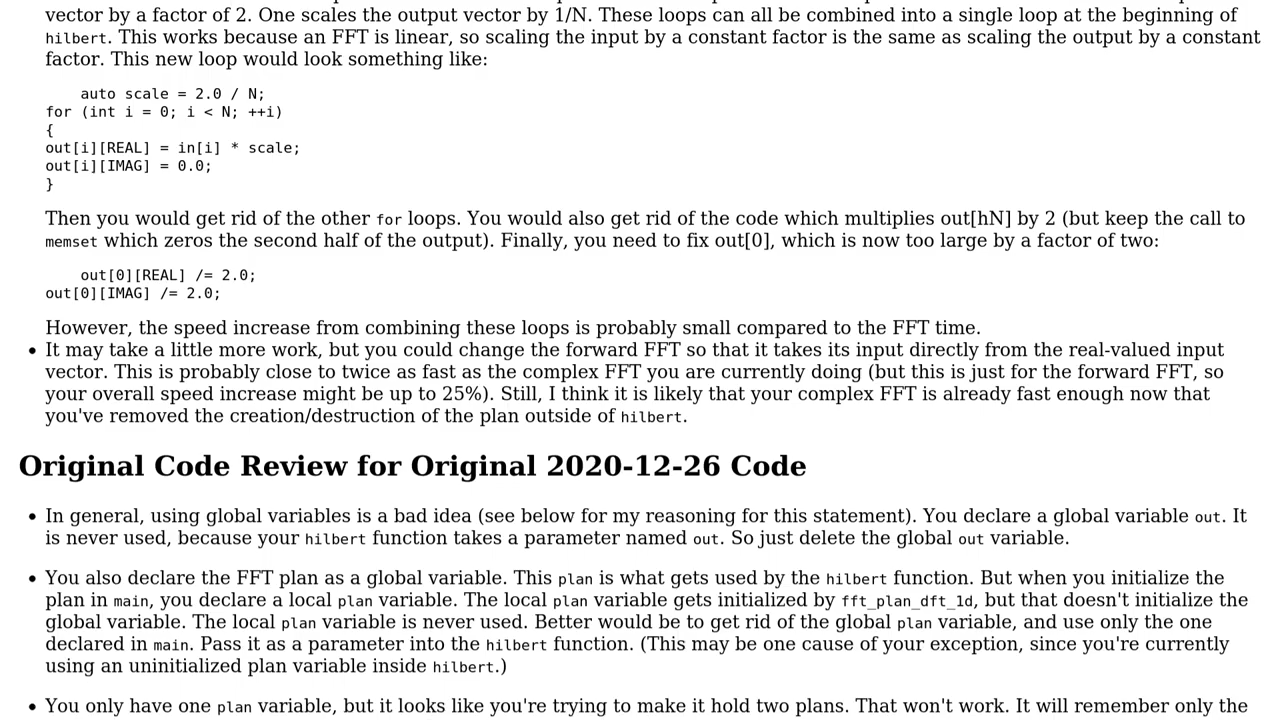 vector by a factor of 2. One scales the output vector by 1/N. These loops can all be combined into a single loop at the beginning of
hilbert. This works because an FFT is linear, so scaling the input by a constant factor is the same as scaling the output by a constant
factor. This new loop would look something like:
auto scale = 2.0 / N;
for (int i = 0; i < N; ++i)
{
out[i][REAL] = in[i] * scale;
out[i][IMAG] = 0.0;
}
Then you would get rid of the other for loops. You would also get rid of the code which multiplies out[hN] by 2 (but keep the call to
memset which zeros the second half of the output). Finally, you need to fix out[0], which is now too large by a factor of two:
out[0][REAL] /= 2.0;
out[0][IMAG] /= 2.0;
However, the speed increase from combining these loops is probably small compared to the FFT time.
• It may take a little more work, but you could change the forward FFT so that it takes its input directly from the real-valued input
vector. This is probably close to twice as fast as the complex FFT you are currently doing (but this is just for the forward FFT, so
your overall speed increase might be up to 25%). Still, I think it is likely that your complex FFT is already fast enough now that
you've removed the creation/destruction of the plan outside of hilbert.
Original Code Review for Original 2020-12-26 Code
• In general, using global variables is a bad idea (see below for my reasoning for this statement). You declare a global variable out. It
is never used, because your hilbert function takes a parameter named out. So just delete the global out variable.
• You also declare the FFT plan as a global variable. This plan is what gets used by the hilbert function. But when you initialize the
plan in main, you declare a local plan variable. The local plan variable gets initialized by fft_plan_dft_1d, but that doesn't initialize the
global variable. The local plan variable is never used. Better would be to get rid of the global plan variable, and use only the one
declared in main. Pass it as a parameter into the hilbert function. (This may be one cause of your exception, since you're currently
using an uninitialized plan variable inside hilbert.)
• You only have one plan variable, but it looks like you're trying to make it hold two plans. That won't work. It will remember only the